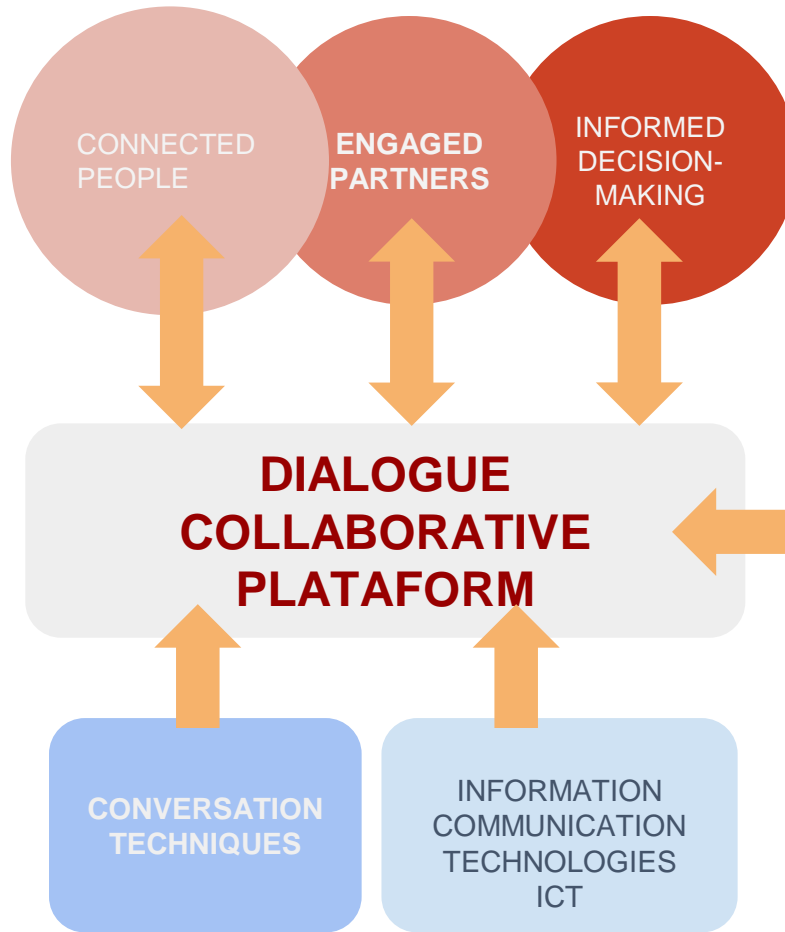 CONNECTED
PEOPLE
ENGAGED
PARTNERS
INFORMED
DECISION-
MAKING
DIALOGUE
COLLABORATIVE
PLATAFORM
CONVERSATION
TECHNIQUES
INFORMATION
COMMUNICATION
TECHNOLOGIES
ICT